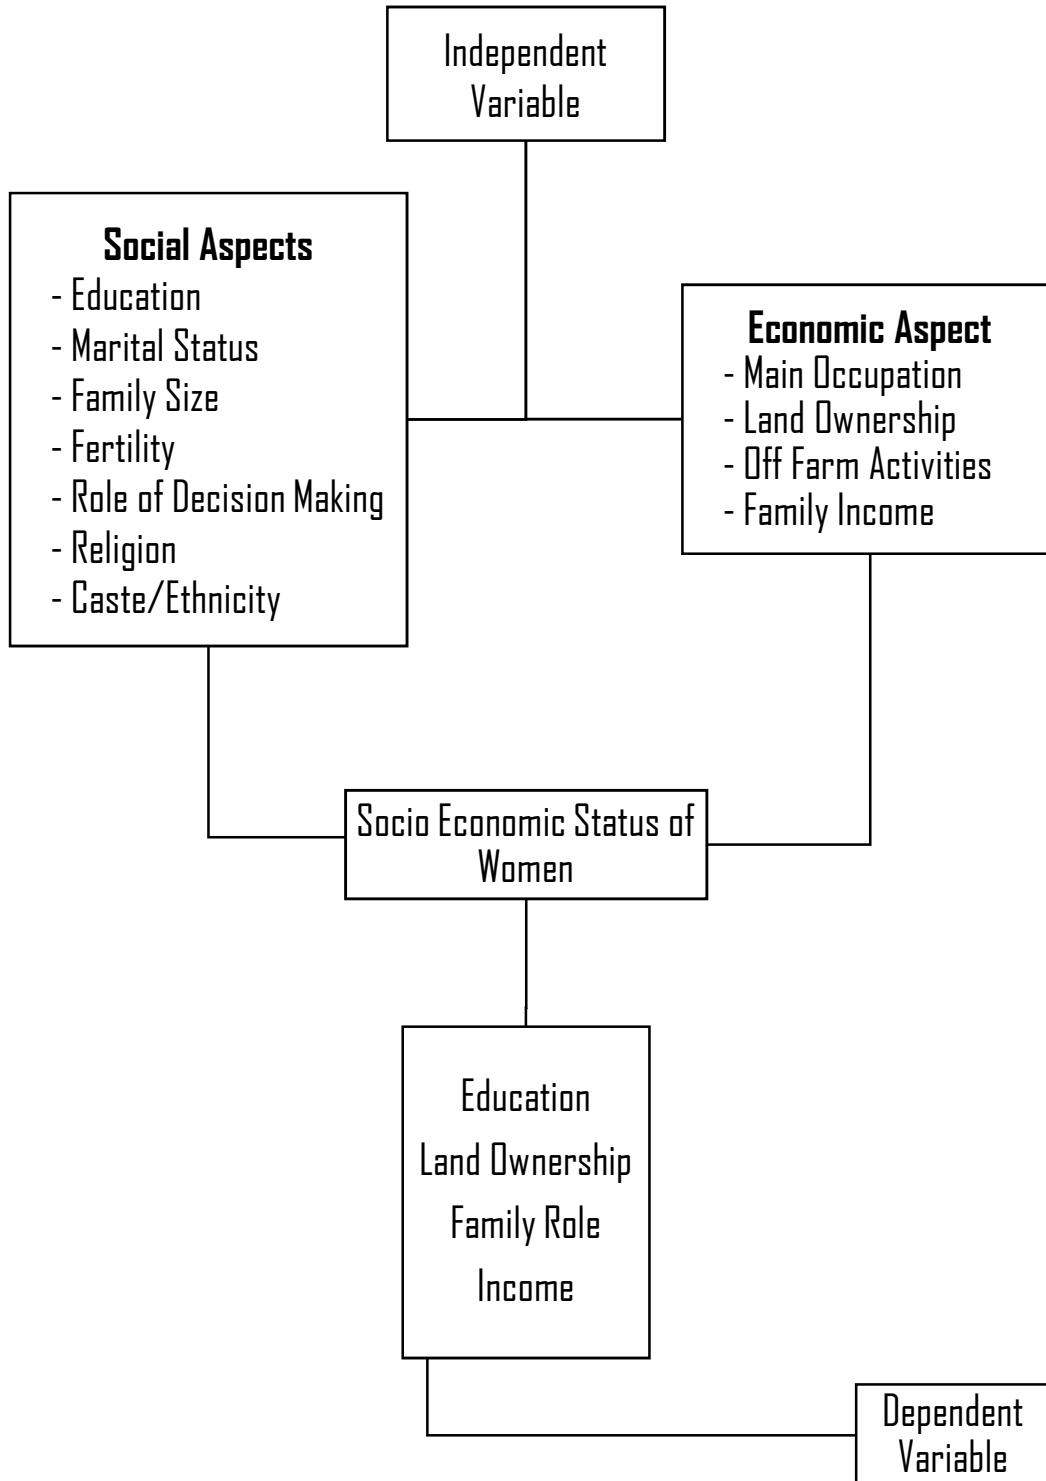 Independent
Variable
Social Aspects
- Education
- Marital Status
- Family Size
- Fertility
- Role of Decision Making
- Religion
- Caste/Ethnicity
Economic Aspect
- Main Occupation
- Land Ownership
- Off Farm Activities
- Family Income
Socio Economic Status of
Women
Education
Land Ownership
Family Role
Income
Dependent
Variable